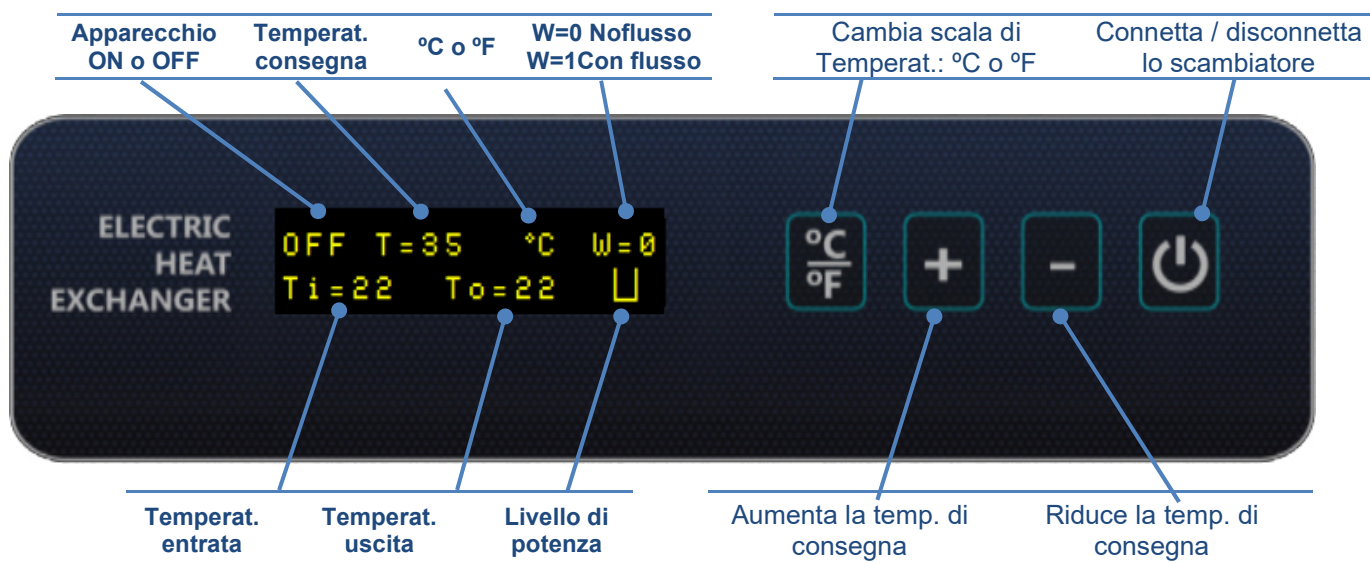 Apparecchio
ON o OFF
Temperat.
consegna
ºC o ºF
W=0 Noflusso
W=1Con flusso
Cambia scala di
Temperat.: ºC o ºF
Connetta / disconnetta
lo scambiatore
ELECTRIC
HEAT
EXCHANGER
OFF T=35 °C W=0
Ti=22 To=22
ºC
ºF
+
-
Temperat.
entrata
Temperat.
uscita
Livello di
potenza
Aumenta la temp. di
consegna
Riduce la temp. di
consegna